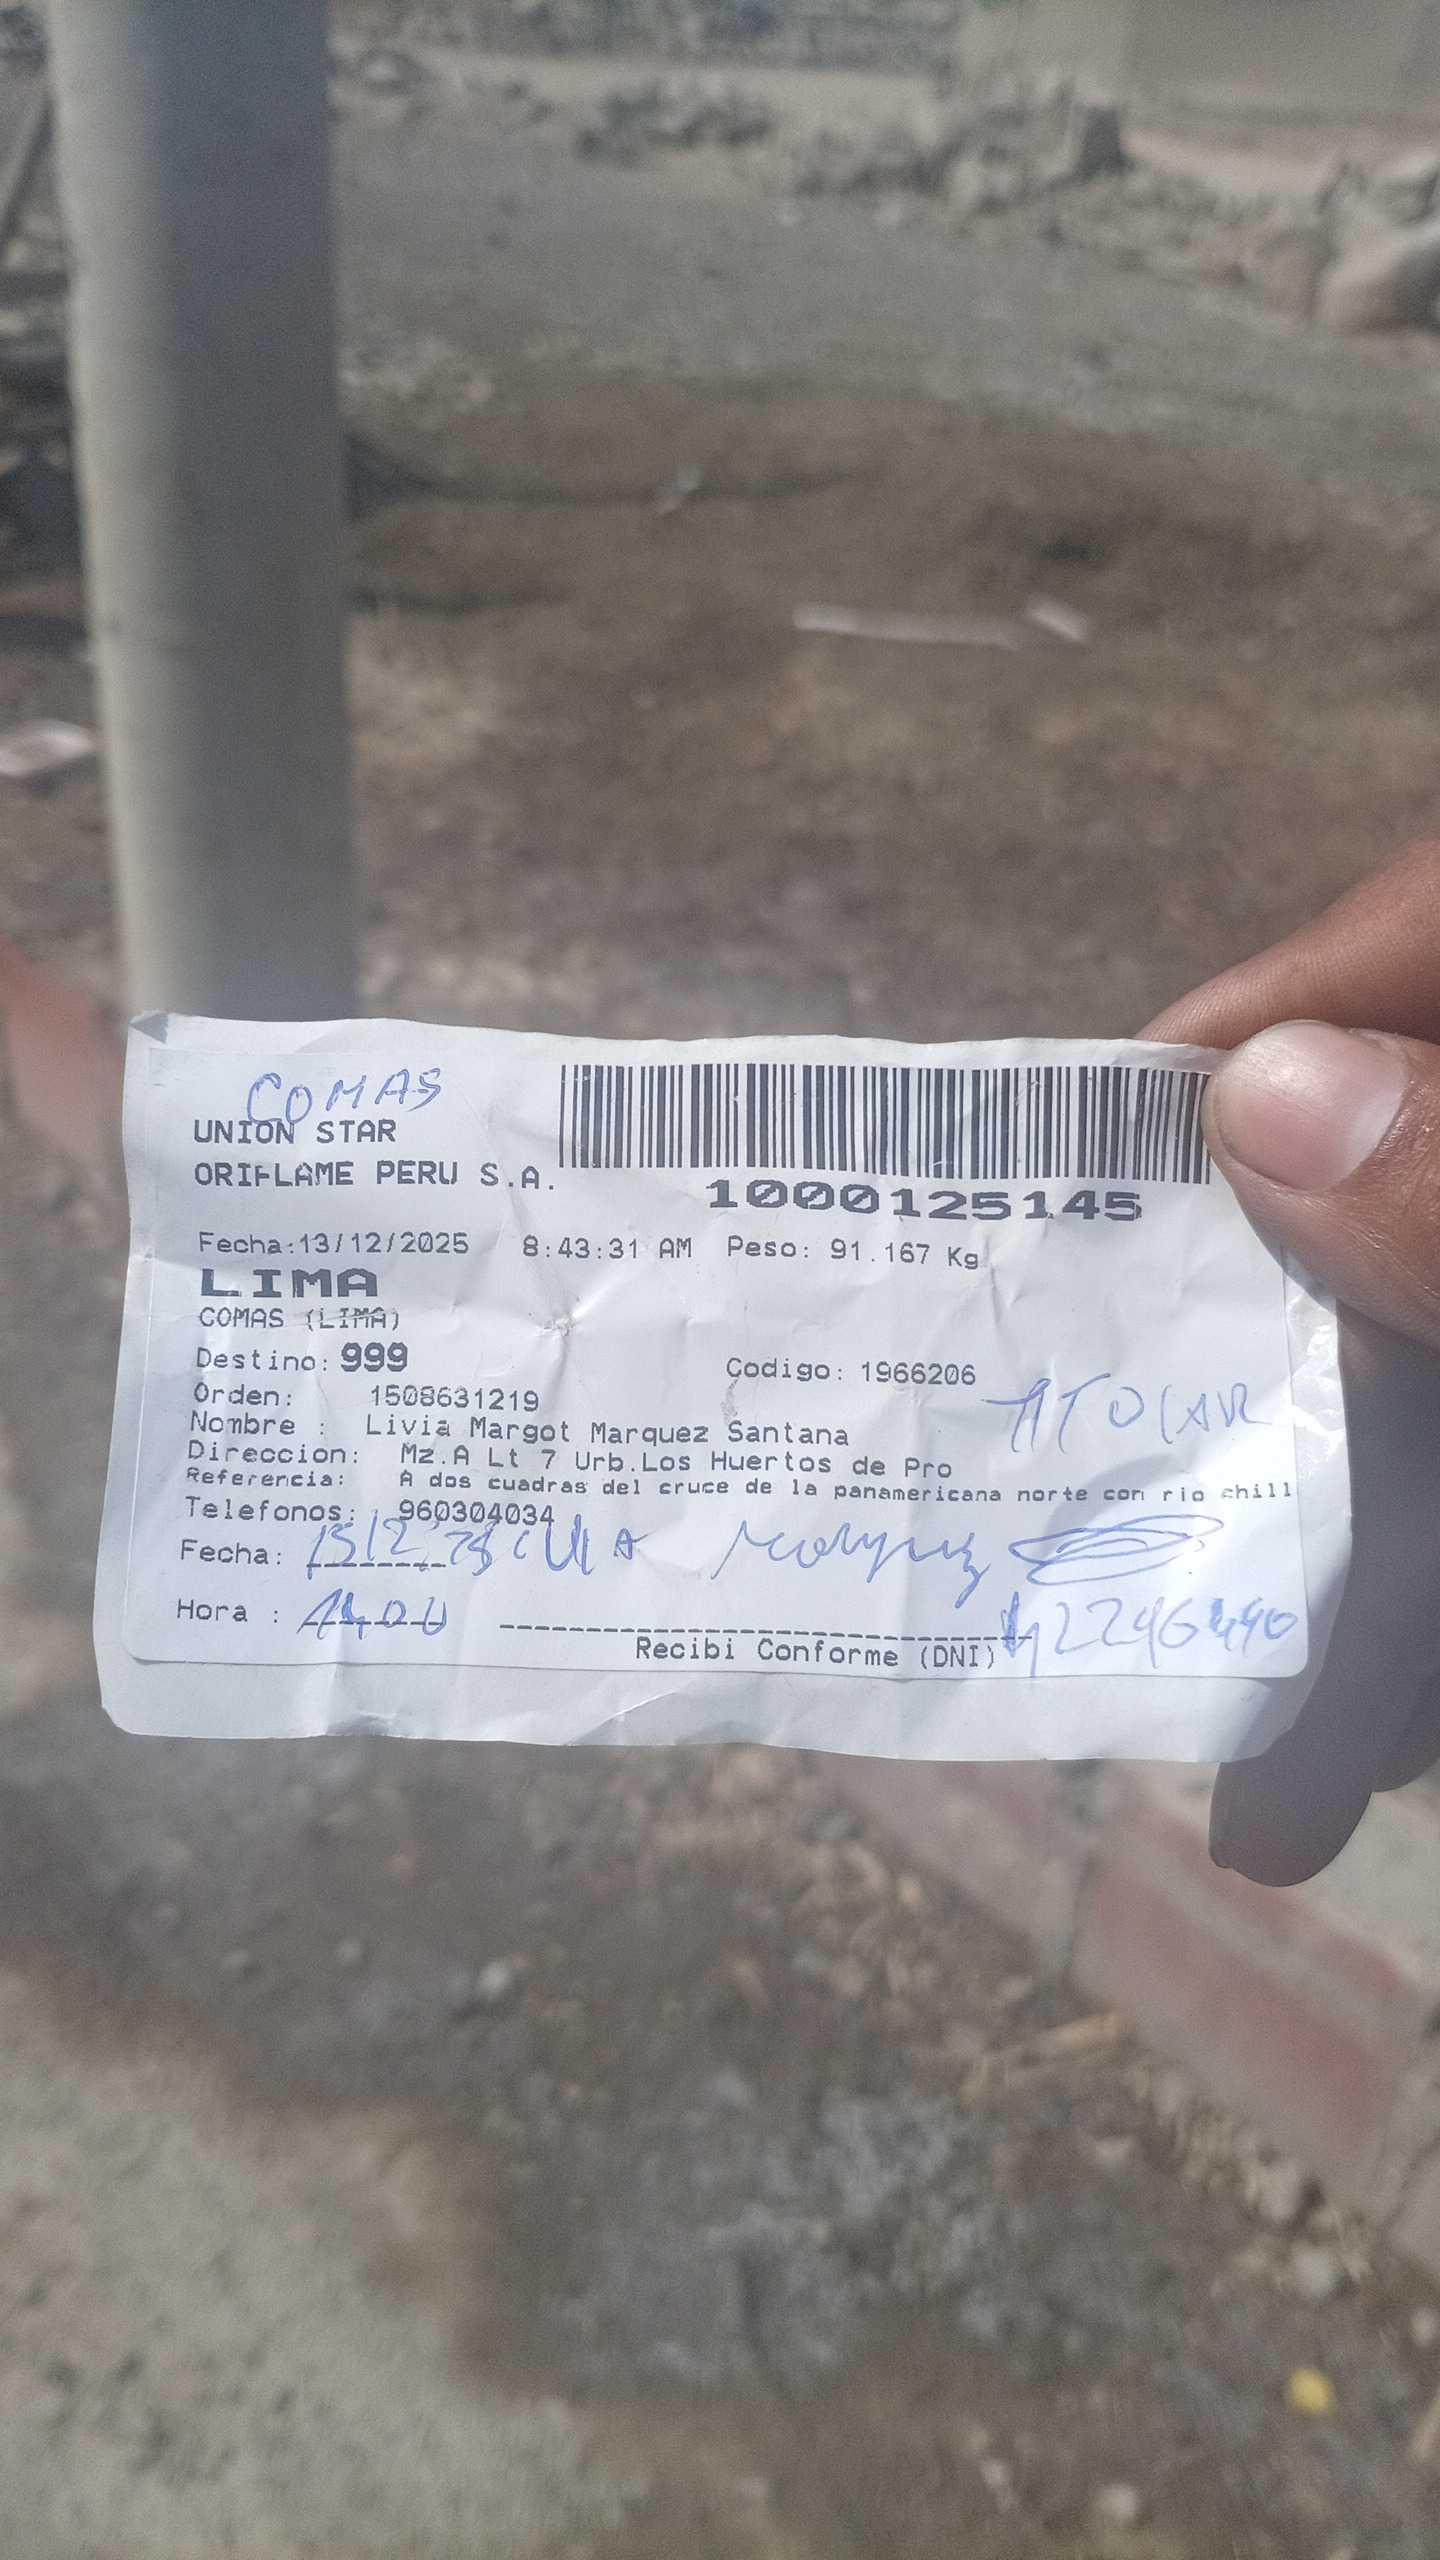 COMAS
UNION STAR
ORIFLAME PERU S.A.
1000125145
Fecha:13/12/2025 8:43:31 AM Peso: 91.167 Kg
LIMA
COMAS (LIMA)
Destino: 999 Codigo: 1966206
Orden: 1508631219
Nombre : Livia Margot Marquez Santana
Direccion: Mz.A Lt 7 Urb.Los Huertos de Pro
Referencia: A dos cuadras del cruce de la panamericana norte con rio chill
Telefonos: 960304034
Fecha:
Hora : 1400
Recibi Conforme (DNI)